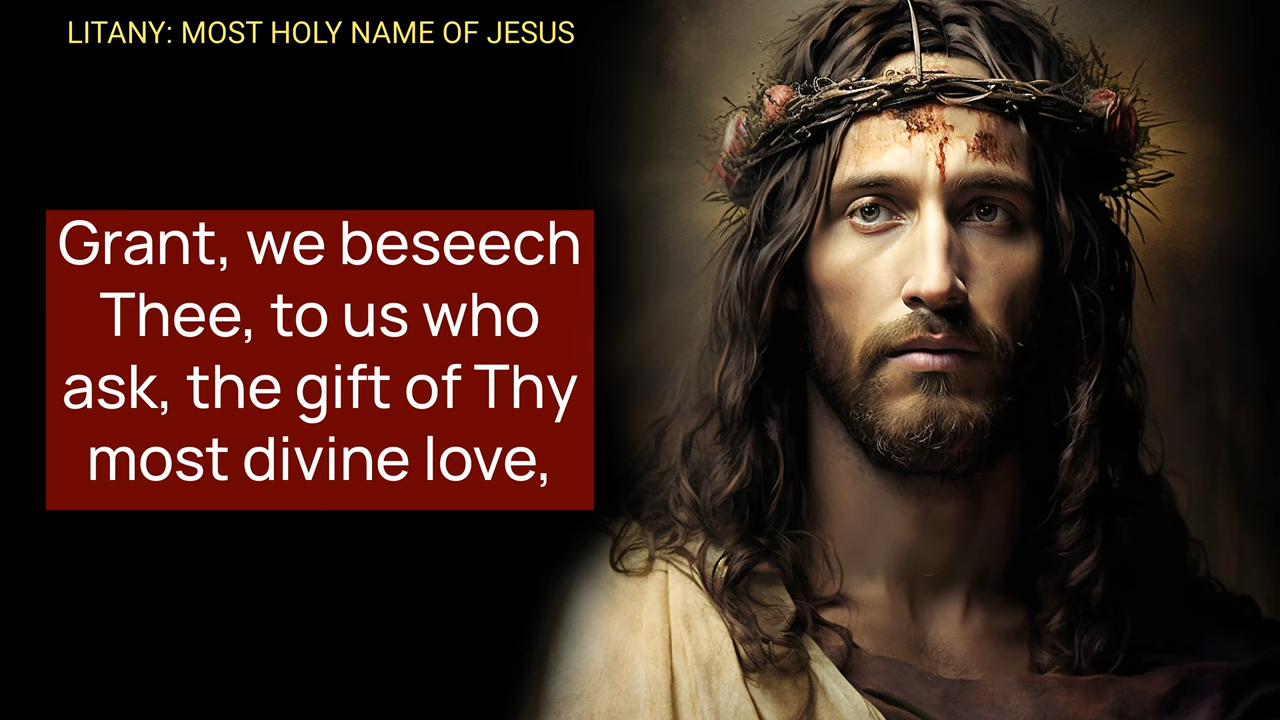 LITANY: MOST HOLY NAME OF JESUS
Grant, we beseech
Thee, to us who
ask, the gift of Thy
most divine love,